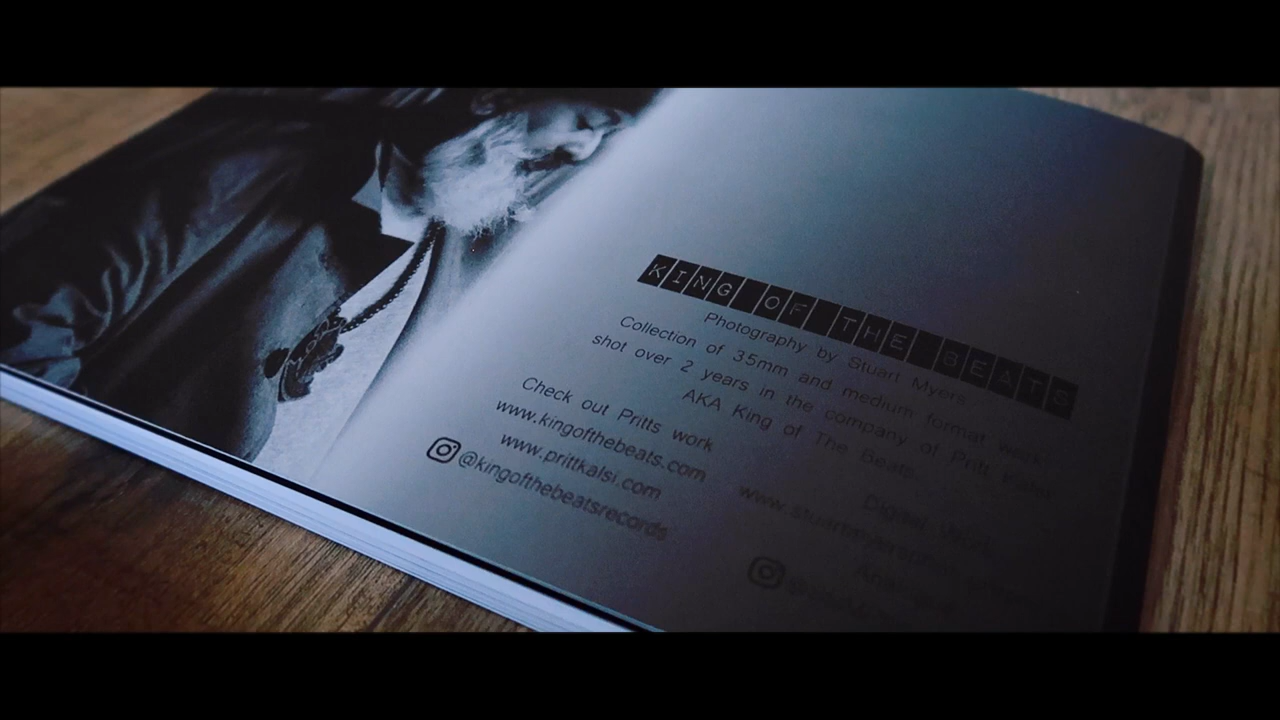 KING OF THE BEATS
Photography by Stuart Myers
Collection of 35mm and medium format work
shot over 2 years in the company of Pritt Kalsi
AKA King of The Beats
Check out Pritts work
www.kingofthebeats.com
www.prittkalsi.com
@kingofthebeatsrecords
Digital Work